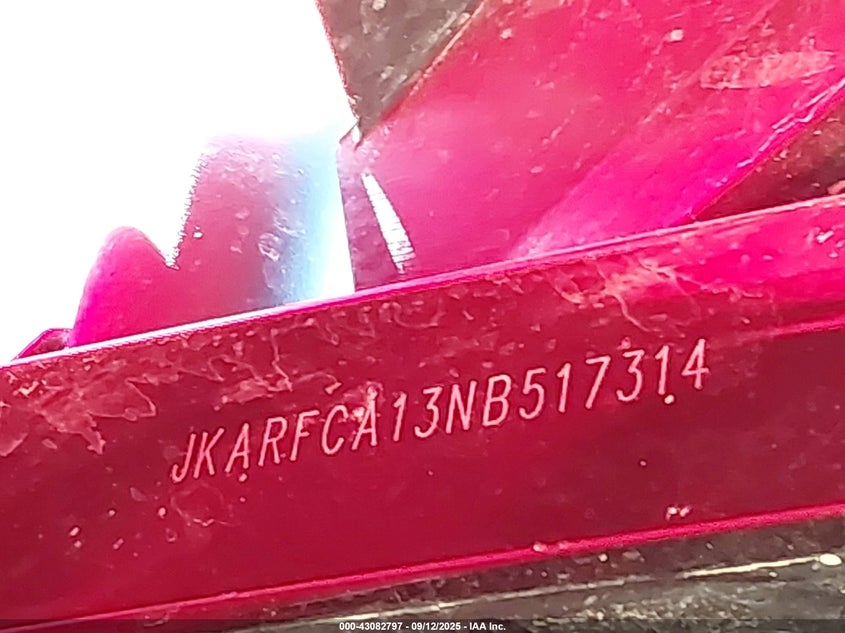 JKARFCA13NB517314
000-43082797 - 09/12/2025 - IAA Inc.